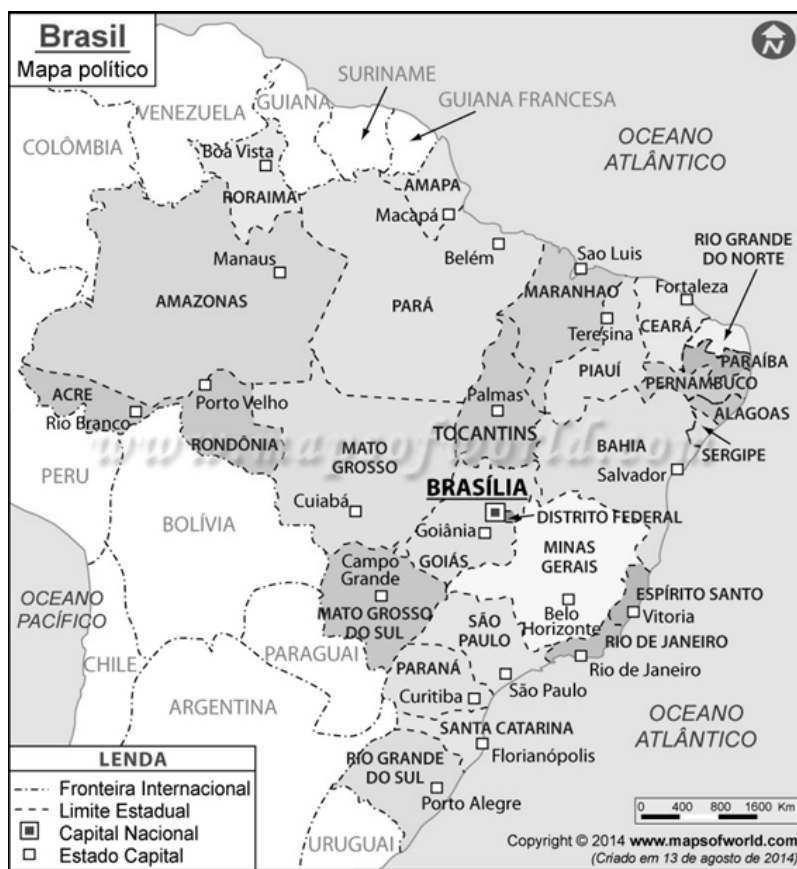 Brasil
Mapa político
N
SURINAME
GUIANA
GUIANA FRANCESA
VENEZUELA
COLÔMBIA
OCEANO
ATLÂNTICO
Boa Vista
RORAIMA
AMAPA
Macapá
Belém
Sao Luis
RIO GRANDE
DO NORTE
Manaus
AMAZONAS
PARÁ
MARANHAO
Fortaleza
CEARÁ
Teresina
PARAÍBA
PIAUÍ
PERNAMBUCO
ACRE
Porto Velho
Palmas
ALAGOAS
Rio Branco
RONDÔNIA
TOCANTINS
MATO
GROSSO
BAHIA
SERGIPE
www.mapsofworld.com
PERU
BRASÍLIA
Salvador
Cuiabá
DISTRITO FEDERAL
BOLÍVIA
Goiânia
GOIÁS
MINAS
GERAIS
Campo
Grande
ESPÍRITO SANTO
Belo
Horizonte
Vitoria
OCEANO
PACÍFICO
MATO GROSSO
DO SUL
SÃO
PAULO
RIO DE JANEIRO
Rio de Janeiro
PARAGUAI
PARANÁ
São Paulo
CHILE
Curitiba
ARGENTINA
OCEANO
ATLÂNTICO
SANTA CATARINA
Florianópolis
RIO GRANDE
DO SUL
Porto Alegre
URUGUAI
LENDA
Fronteira Internacional
Limite Estadual
Capital Nacional
Estado Capital
0 400 800 1600 Km
Copyright © 2014 www.mapsofworld.com
(Criado em 13 de agosto de 2014)